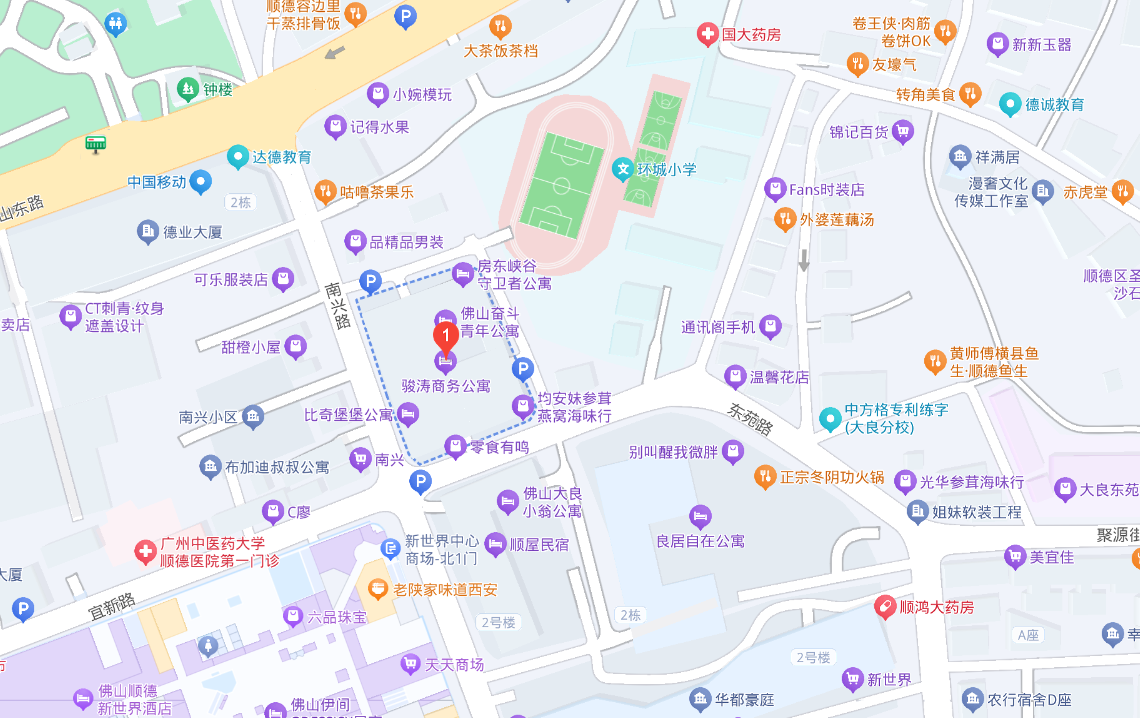 顺德容边里
干蒸排骨饭
P
大茶饭茶档
国大药房
卷王侠·肉筋
卷饼OK
新新玉器
友壕气
钟楼
小婉模玩
转角美食
德诚教育
记得水果
锦记百货
达德教育
祥满居
环城小学
文
中国移动
2栋
咕噜茶果乐
Fans时装店
漫奢文化
传媒工作室
赤虎堂
山东路
外婆莲藕汤
德业大厦
品精品男装
可乐服装店
P
房东峡谷
守卫者公寓
顺德区圣
沙石
南兴路
CT刺青·纹身
遮盖设计
卖店
佛山奋斗
青年公寓
1
通讯阁手机
甜橙小屋
黄师傅横县鱼
生·顺德鱼生
P
温馨花店
骏涛商务公寓
均安妹参茸
燕窝海味行
比奇堡堡公寓
南兴小区
东苑路
中方格专利练字
(大良分校)
零食有鸣
别叫醒我微胖
南兴
布加迪叔叔公寓
P
正宗冬阴功火锅
光华参茸海味行
大良东苑
佛山大良
小翁公寓
C廖
姐妹软装工程
聚源街
广州中医药大学
顺德医院第一门诊
新世界中心
商场-北1门
顺屋民宿
良居自在公寓
美宜佳
大厦
老陕家味道西安
P
宜新路
六品珠宝
2号楼
2栋
顺鸿大药房
A座
幸
天天商场
2号楼
新世界
佛山顺德
新世界酒店
佛山伊间
华都豪庭
农行宿舍D座